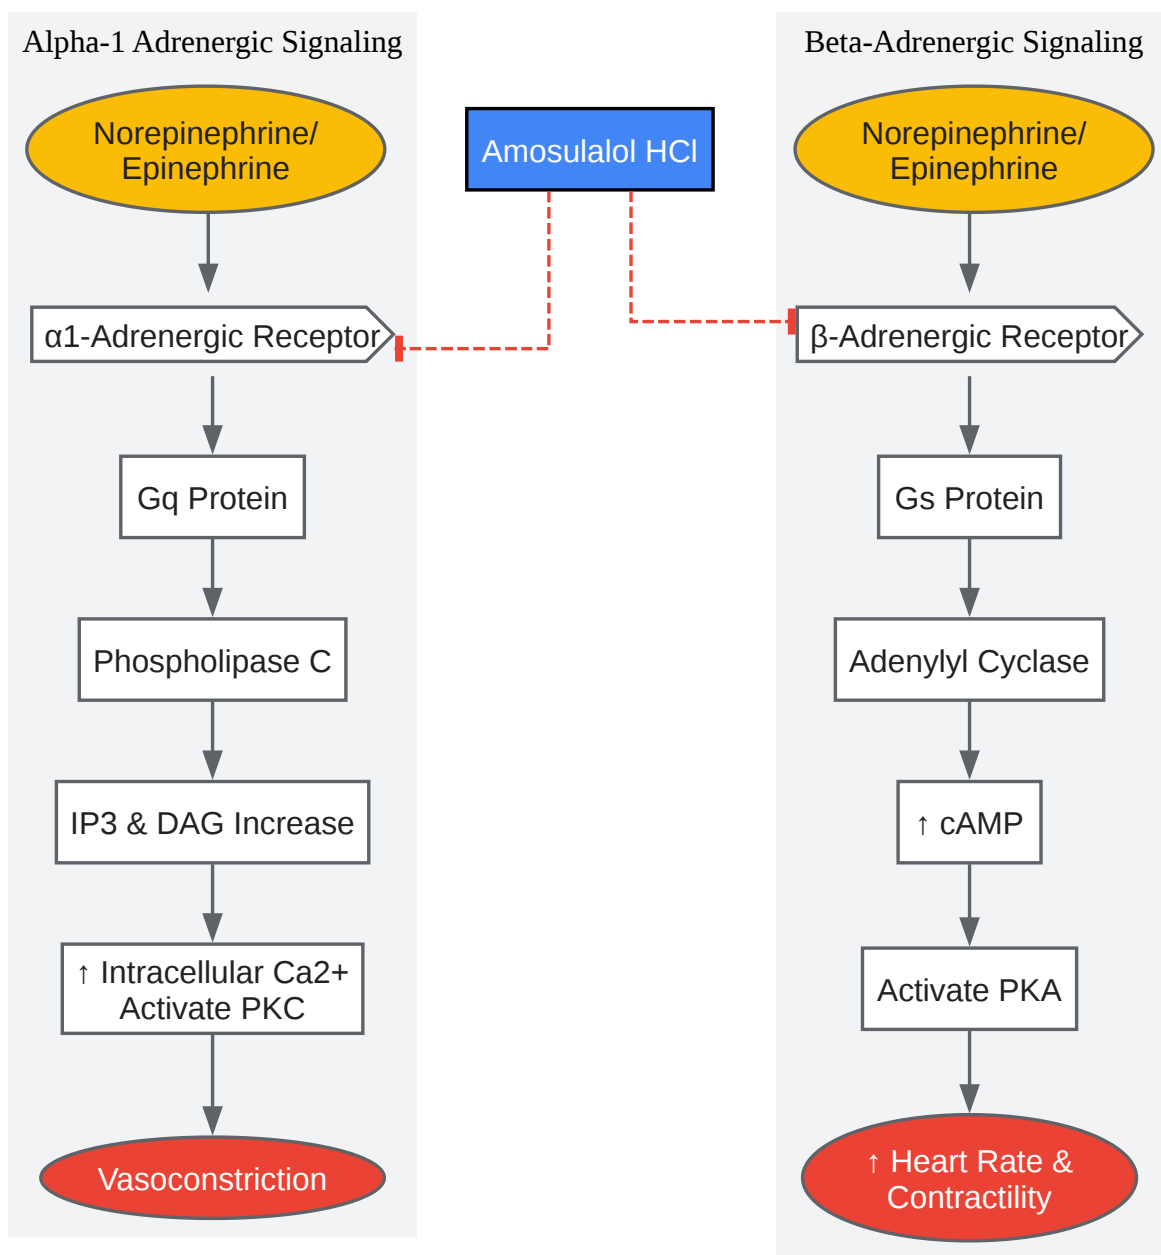 Alpha-1 Adrenergic Signaling
Norepinephrine/
Epinephrine
α1-Adrenergic Receptor
Gq Protein
Phospholipase C
IP3 & DAG Increase
↑ Intracellular Ca2+
Activate PKC
Vasoconstriction
Amosulalol HCl
Beta-Adrenergic Signaling
Norepinephrine/
Epinephrine
β-Adrenergic Receptor
Gs Protein
Adenylyl Cyclase
↑ cAMP
Activate PKA
↑ Heart Rate &
Contractility